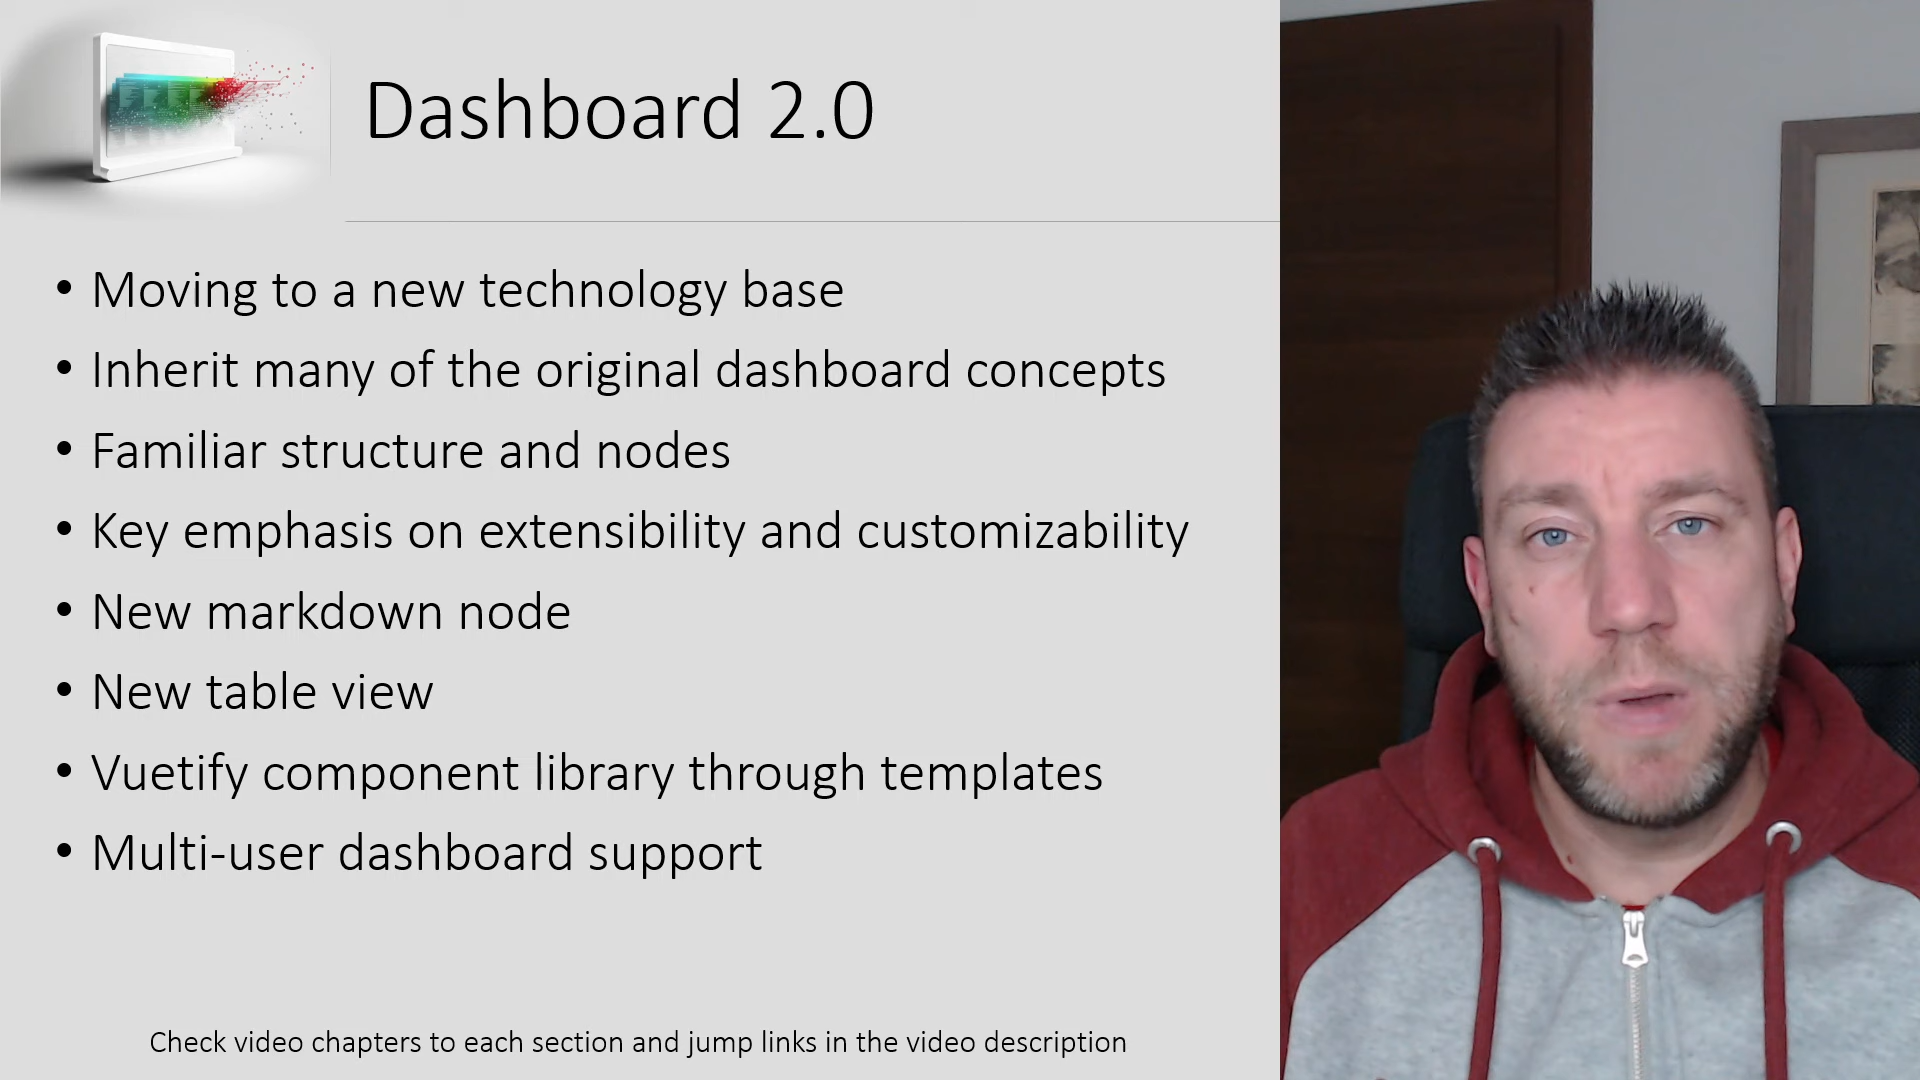 Dashboard 2.0
• Moving to a new technology base
• Inherit many of the original dashboard concepts
• Familiar structure and nodes
• Key emphasis on extensibility and customizability
• New markdown node
• New table view
• Vuetify component library through templates
• Multi-user dashboard support
Check video chapters to each section and jump links in the video description